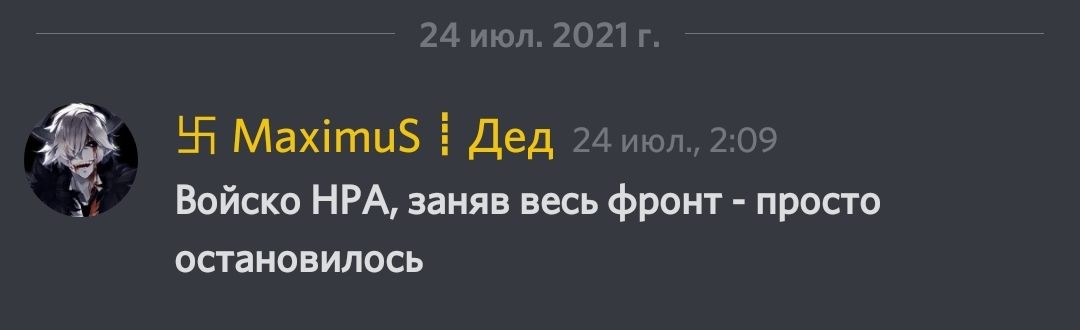 24 июл. 2021 г.
卐 MaximuS ┋ Дед 24 июл., 2:09
Войско НРА, заняв весь фронт - просто
остановилось